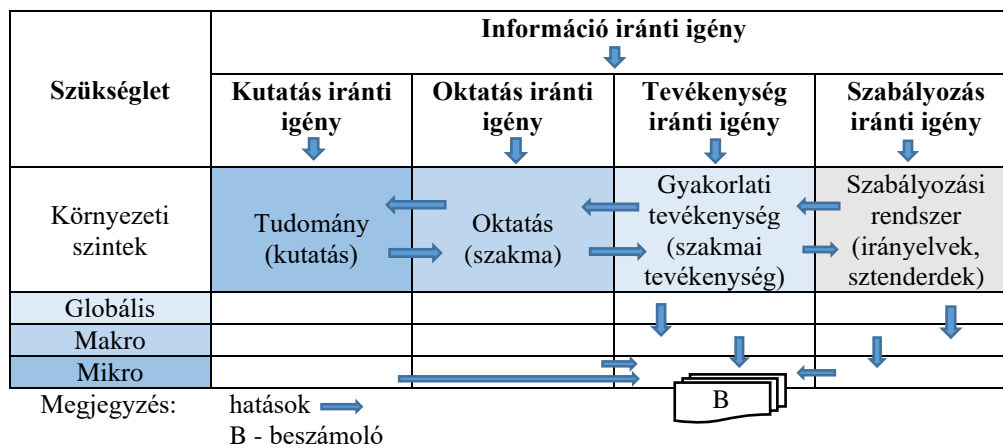 Információ iránti igény
Szükséglet
Kutatás iránti
igény
Oktatás iránti
igény
Tevékenység
iránti igény
Szabályozás
iránti igény
Környezeti
szintek
Tudomány
(kutatás)
Oktatás
(szakma)
Gyakorlati
tevékenység
(szakmai
tevékenység)
Szabályozási
rendszer
(irányelvek,
sztenderdek)
Globális
Makro
Mikro
B
Megjegyzés: hatások
B - beszámoló